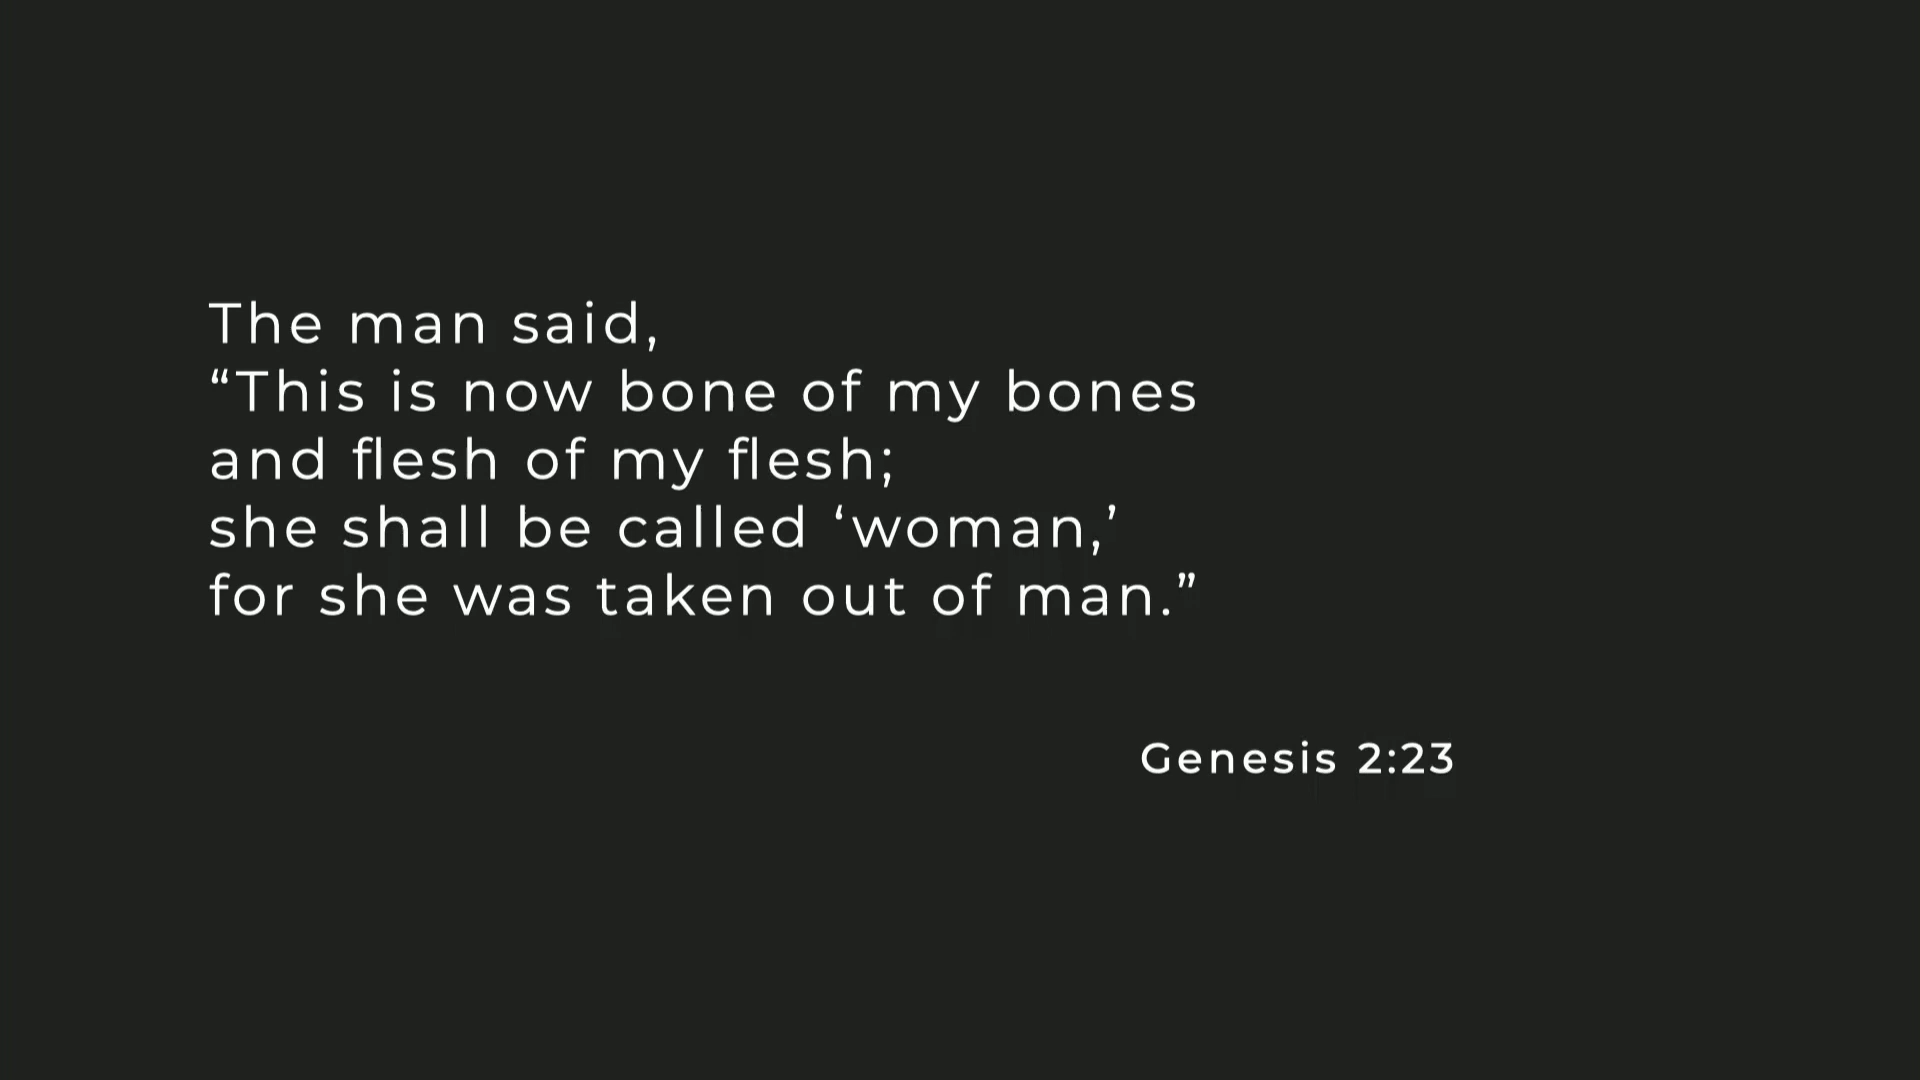 The man said,
“This is now bone of my bones
and flesh of my flesh;
she shall be called ‘woman,’
for she was taken out of man.”
Genesis 2:23